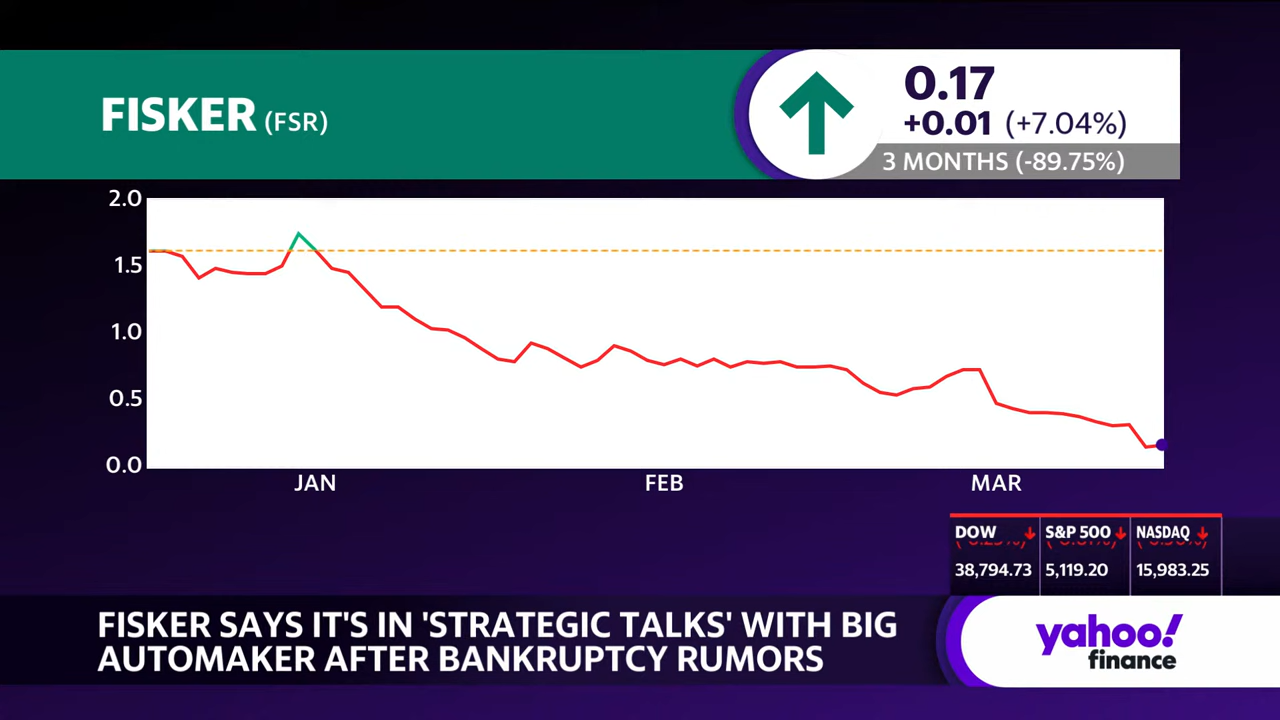 FISKER (FSR)
0.17
+0.01 (+7.04%)
3 MONTHS (-89.75%)
2.0
1.5
1.0
0.5
0.0
JAN FEB MAR
DOW S&P 500 NASDAQ
38,794.73 5,119.20 15,983.25
FISKER SAYS IT'S IN 'STRATEGIC TALKS' WITH BIG
AUTOMAKER AFTER BANKRUPTCY RUMORS
yahoo!
finance